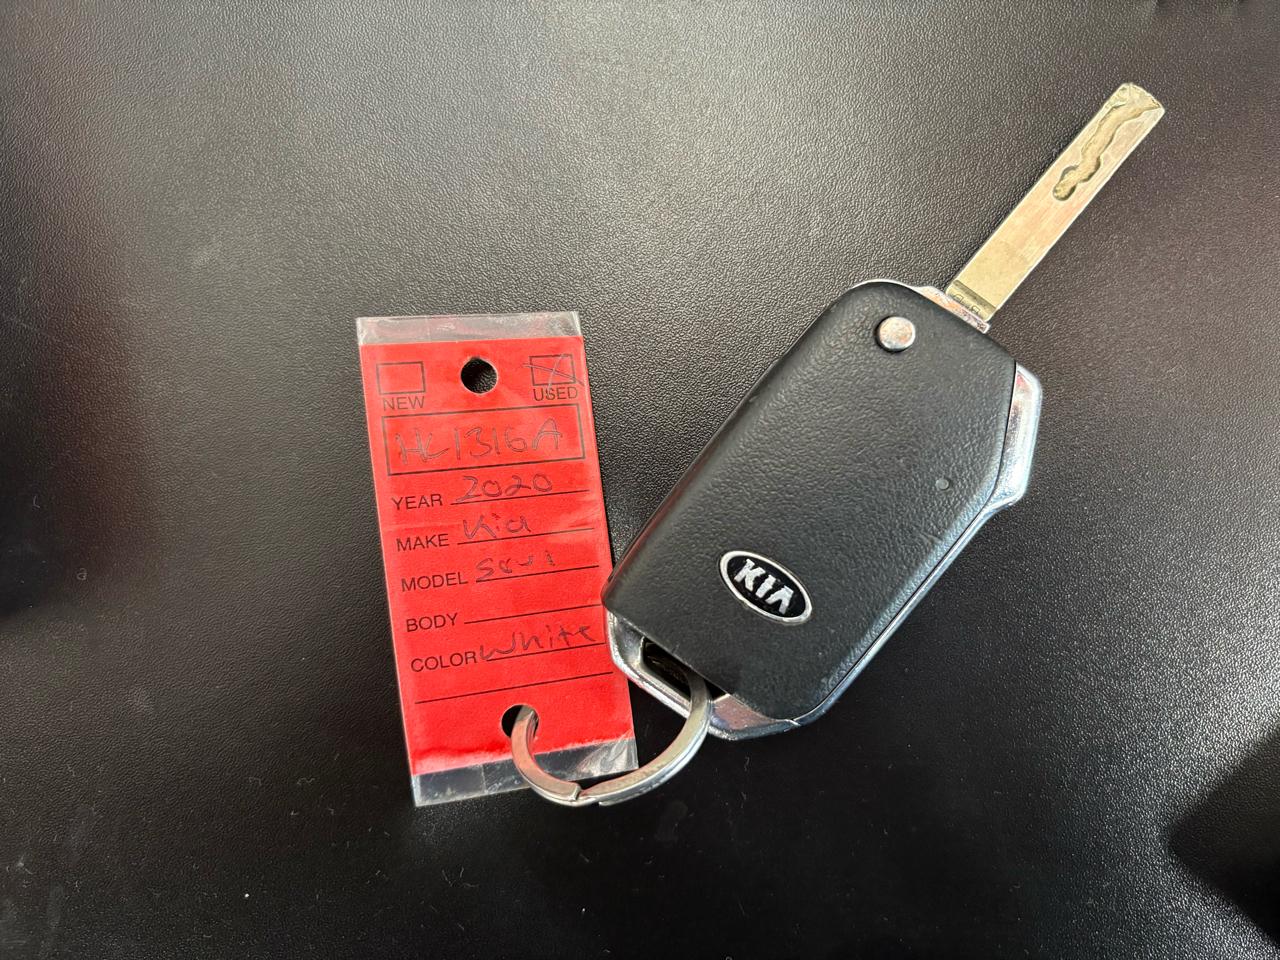 NEW USED
HL1316A
YEAR 2020
MAKE Kia
MODEL Soul
BODY
COLOR White
KIA